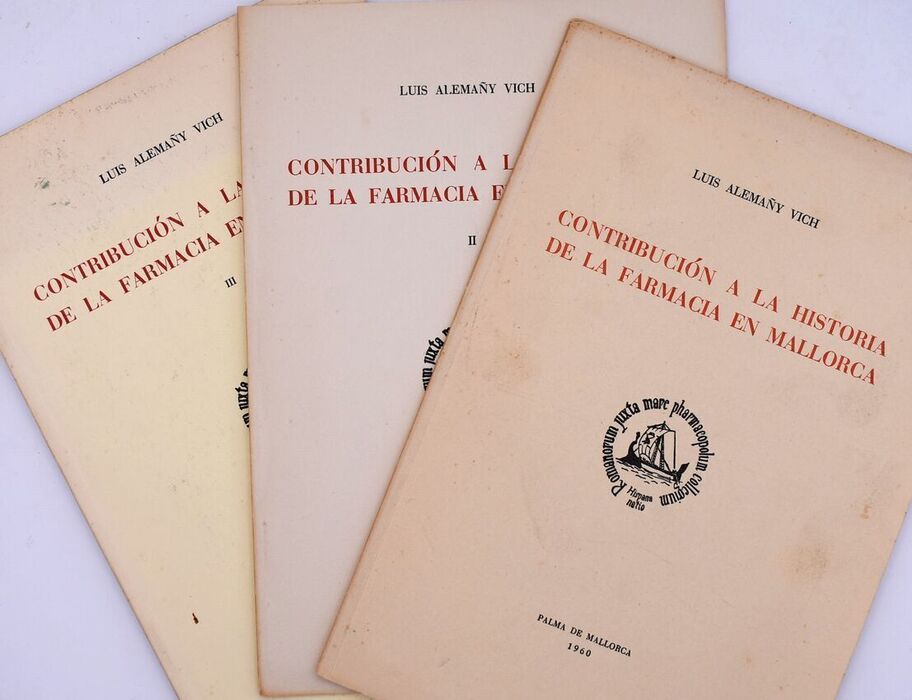 LUIS ALEMAÑY VICH
CONTRIBUCIÓN A LA
DE LA FARMACIA EN
III
LUIS ALEMAÑY VICH
CONTRIBUCIÓN A L
DE LA FARMACIA E
II
um juxta
LUIS ALEMAÑY VICH
CONTRIBUCIÓN A LA HISTORIA
DE LA FARMACIA EN MALLORCA
Romanorum juxta mare pharmacopolum collegium
Hispana
natio
PALMA DE MALLORCA
1960